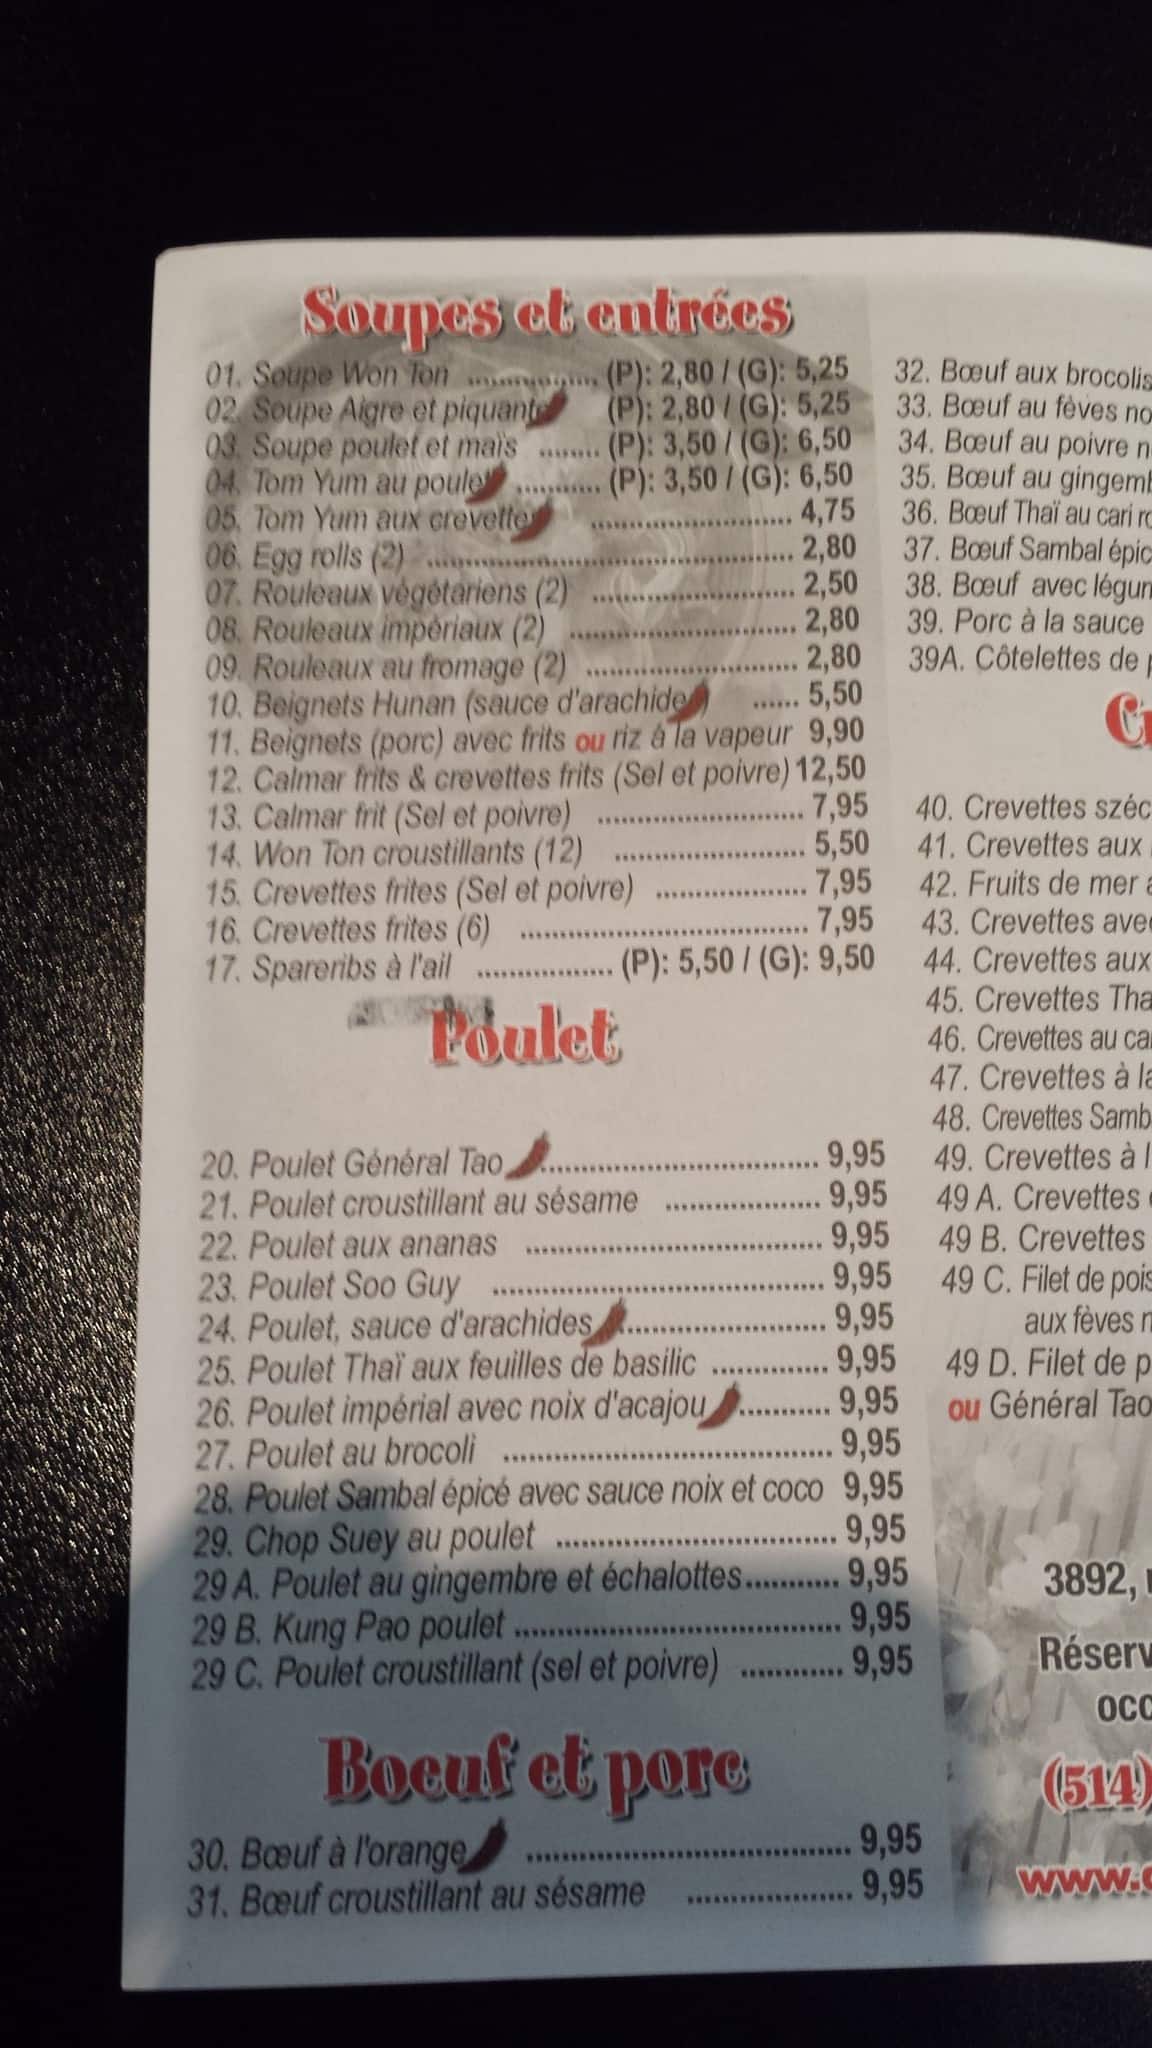 Soupes et entrées
01. Soupe Won Ton ................ (P): 2,80 / (G): 5,25
02. Soupe Aigre et piquante (P): 2,80 / (G): 5,25
03. Soupe poulet et maïs ........ (P): 3,50 / (G): 6,50
04. Tom Yum au poulet ........... (P): 3,50 / (G): 6,50
05. Tom Yum aux crevettes ......................... 4,75
06. Egg rolls (2) .............................................. 2,80
07. Rouleaux végétariens (2) ......................... 2,50
08. Rouleaux impériaux (2) ............................ 2,80
09. Rouleaux au fromage (2) .......................... 2,80
10. Beignets Hunan (sauce d'arachide) ...... 5,50
11. Beignets (porc) avec frits ou riz à la vapeur 9,90
12. Calmar frits & crevettes frits (Sel et poivre) 12,50
13. Calmar frit (Sel et poivre) ......................... 7,95
14. Won Ton croustillants (12) ....................... 5,50
15. Crevettes frites (Sel et poivre) .................. 7,95
16. Crevettes frites (6) ................................... 7,95
17. Spareribs à l'ail ................ (P): 5,50 / (G): 9,50
Poulet
20. Poulet Général Tao .................................. 9,95
21. Poulet croustillant au sésame .................... 9,95
22. Poulet aux ananas ..................................... 9,95
23. Poulet Soo Guy ......................................... 9,95
24. Poulet, sauce d'arachides ......................... 9,95
25. Poulet Thaï aux feuilles de basilic .............. 9,95
26. Poulet impérial avec noix d'acajou ........... 9,95
27. Poulet au brocoli ........................................ 9,95
28. Poulet Sambal épicé avec sauce noix et coco 9,95
29. Chop Suey au poulet .................................. 9,95
29 A. Poulet au gingembre et échalottes............ 9,95
29 B. Kung Pao poulet ....................................... 9,95
29 C. Poulet croustillant (sel et poivre) ............ 9,95
Boeuf et porc
30. Bœuf à l'orange ........................................ 9,95
31. Bœuf croustillant au sésame .................... 9,95
32. Bœuf aux brocolis
33. Bœuf au fèves no
34. Bœuf au poivre n
35. Bœuf au gingemb
36. Bœuf Thaï au cari ro
37. Bœuf Sambal épic
38. Bœuf avec légum
39. Porc à la sauce
39A. Côtelettes de p
Cr
40. Crevettes széc
41. Crevettes aux
42. Fruits de mer a
43. Crevettes avec
44. Crevettes aux
45. Crevettes Tha
46. Crevettes au ca
47. Crevettes à la
48. Crevettes Samb
49. Crevettes à l
49 A. Crevettes
49 B. Crevettes
49 C. Filet de pois
aux fèves n
49 D. Filet de p
ou Général Tao
3892,
Réserv
occ
(514)
www.